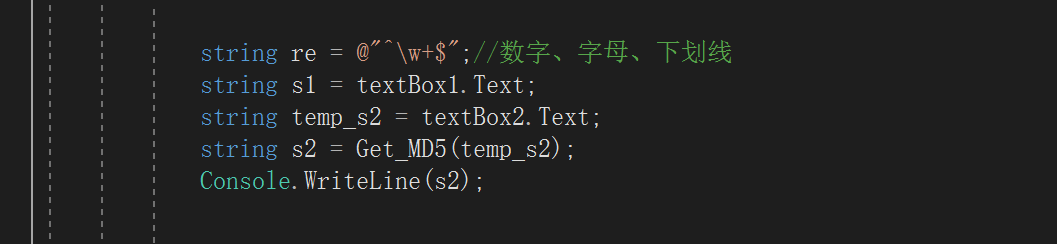 string re = @"^\w+$";//数字、字母、下划线
string s1 = textBox1.Text;
string temp_s2 = textBox2.Text;
string s2 = Get_MD5(temp_s2);
Console.WriteLine(s2);